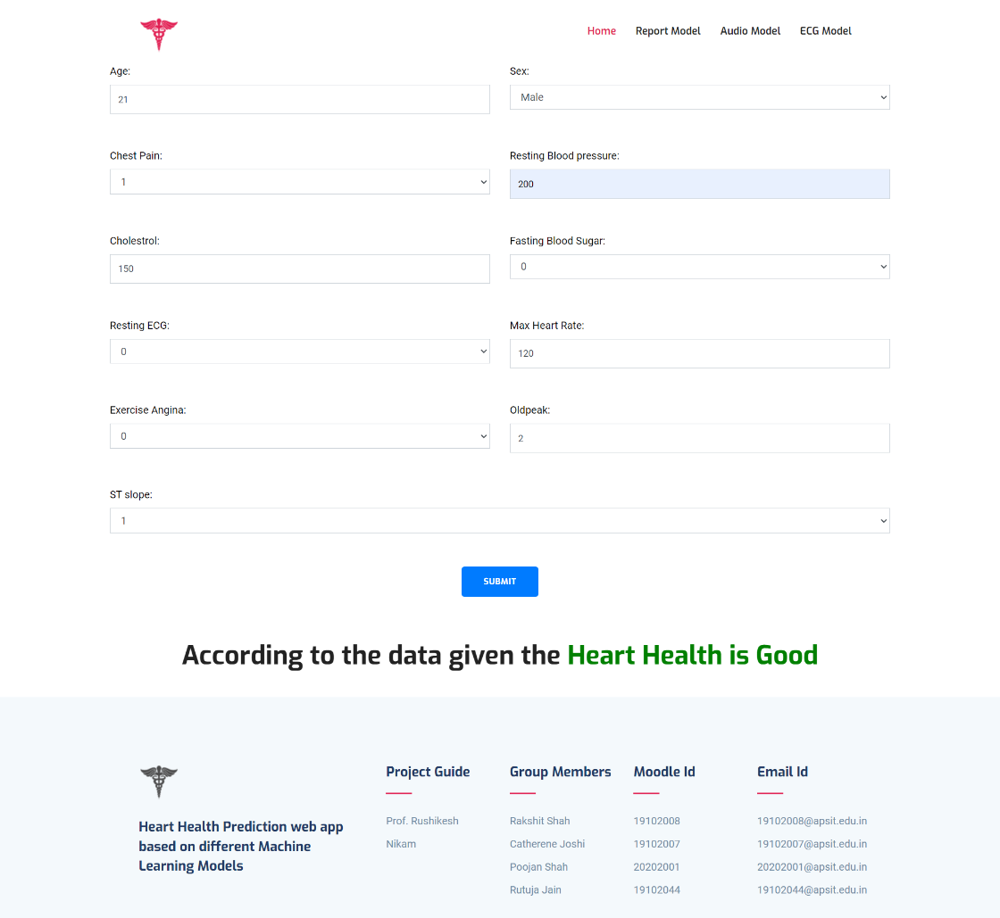 Home Report Model Audio Model ECG Model
Age: Sex:
21 Male
Chest Pain: Resting Blood pressure:
1 200
Cholestrol: Fasting Blood Sugar:
150 0
Resting ECG: Max Heart Rate:
0 120
Exercise Angina: Oldpeak:
0 2
ST slope:
1
SUBMIT
According to the data given the Heart Health is Good
Heart Health Prediction web app
based on different Machine
Learning Models
Project Guide
Prof. Rushikesh
Nikam
Group Members
Rakshit Shah
Catherene Joshi
Poojan Shah
Rutuja Jain
Moodle Id
19102008
19102007
20202001
19102044
Email Id
19102008@apsit.edu.in
19102007@apsit.edu.in
20202001@apsit.edu.in
19102044@apsit.edu.in